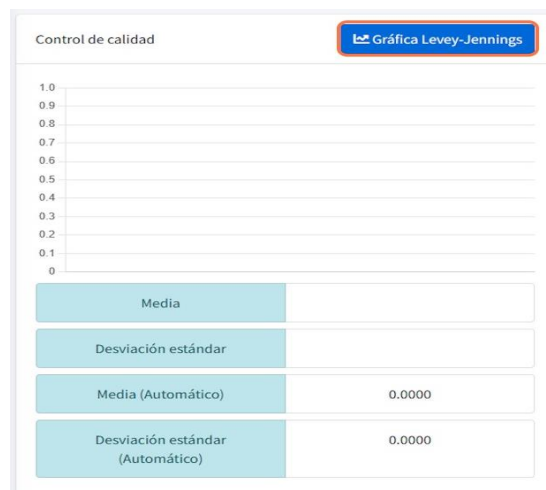 Control de calidad
Gráfica Levey-Jennings
1.0
0.9
0.8
0.7
0.6
0.5
0.4
0.3
0.2
0.1
0
Media
Desviación estándar
Media (Automático) 0.0000
Desviación estándar 0.0000
(Automático)